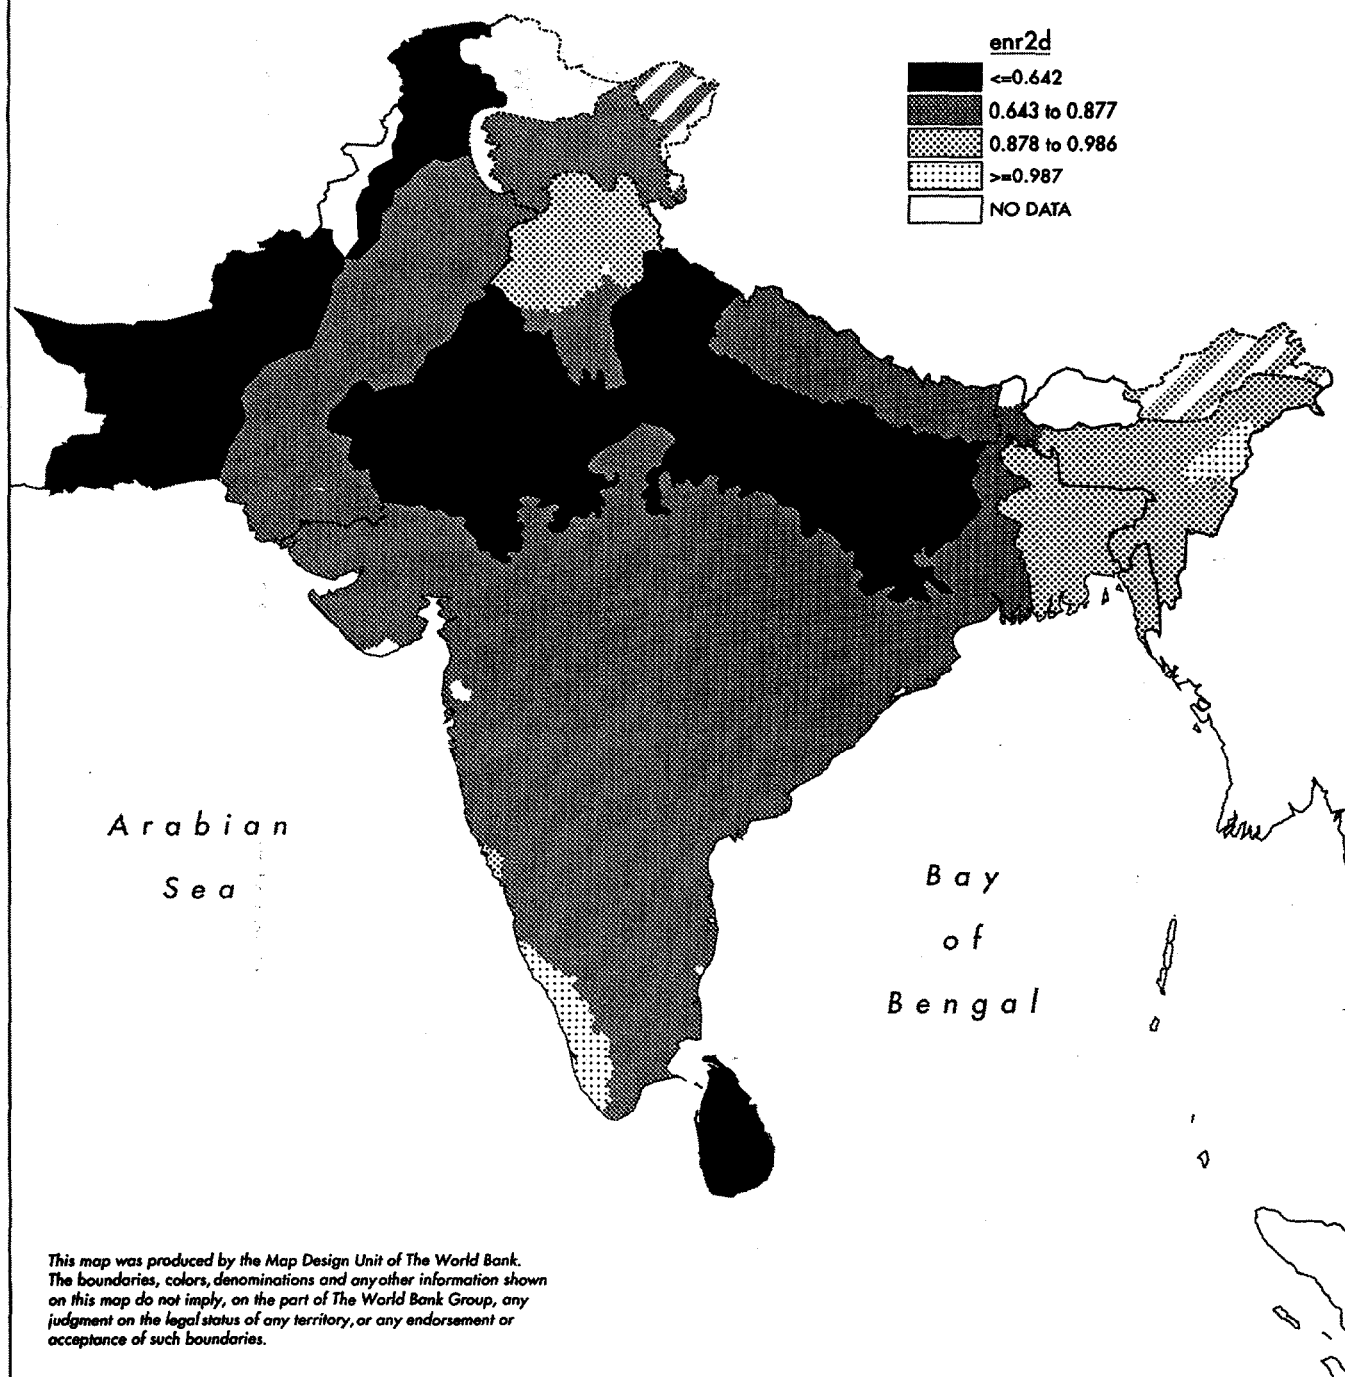 enr2d
<=0.642
0.643 to 0.877
0.878 to 0.986
>=0.987
NO DATA
Arabian
Sea
Bay
of
Bengal
This map was produced by the Map Design Unit of The World Bank.
The boundaries, colors, denominations and any other information shown
on this map do not imply, on the part of The World Bank Group, any
judgment on the legal status of any territory, or any endorsement or
acceptance of such boundaries.